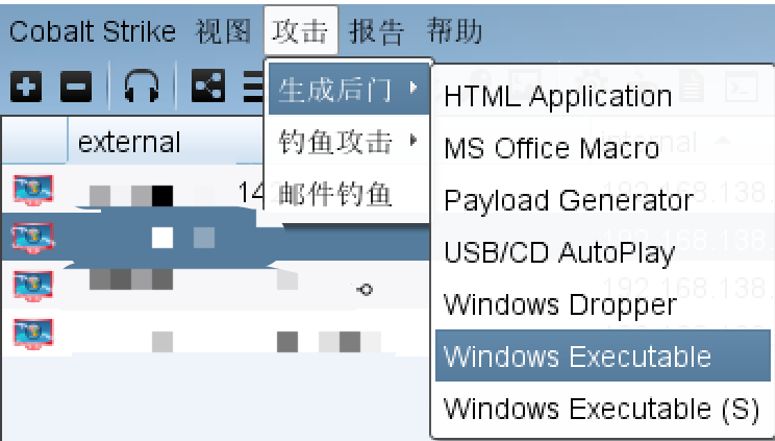 Cobalt Strike 视图 攻击 报告 帮助
生成后门
钓鱼攻击
邮件钓鱼
HTML Application
MS Office Macro
Payload Generator
USB/CD AutoPlay
Windows Dropper
Windows Executable
Windows Executable (S)
external
internal
14
192.168.138.
192.168.138.
192.168.138.